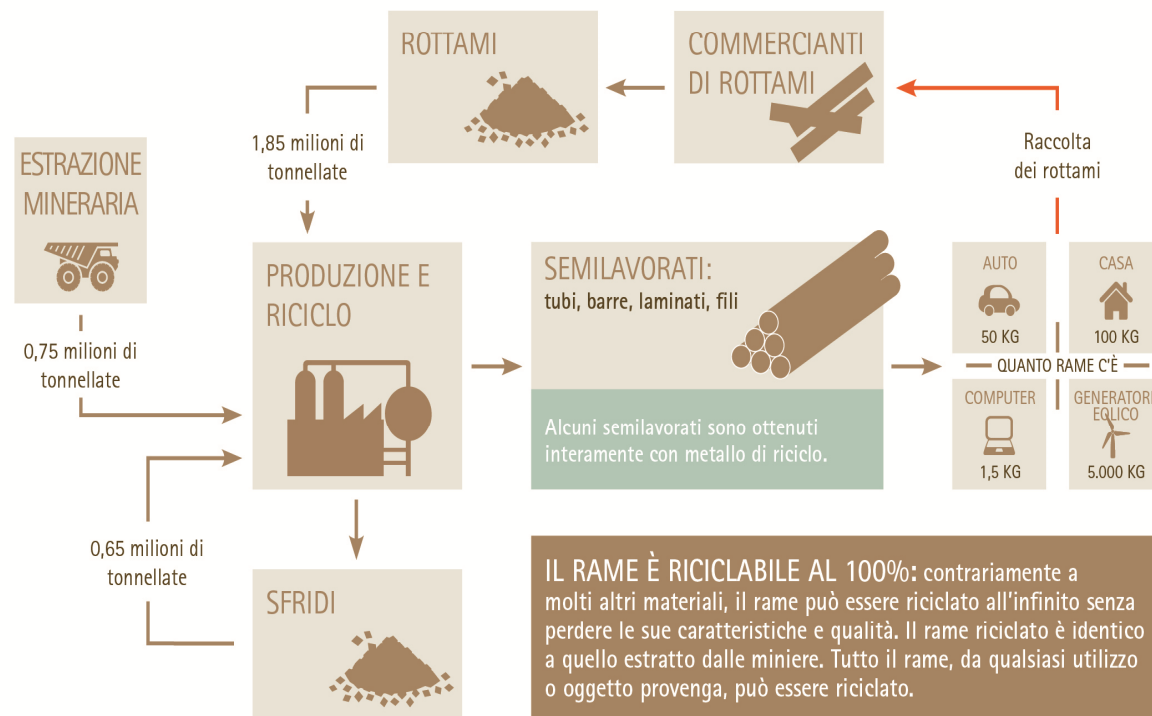 ROTTAMI
COMMERCIANTI
DI ROTTAMI
1,85 milioni di
tonnellate
Raccolta
dei rottami
ESTRAZIONE
MINERARIA
0,75 milioni di
tonnellate
PRODUZIONE E
RICICLO
SEMILAVORATI:
tubi, barre, laminati, fili
Alcuni semilavorati sono ottenuti
interamente con metallo di riciclo.
AUTO
50 KG
CASA
100 KG
QUANTO RAME C'È
COMPUTER
1,5 KG
GENERATORI
EOLICO
5.000 KG
0,65 milioni di
tonnellate
SFRIDI
IL RAME È RICICLABILE AL 100%: contrariamente a
molti altri materiali, il rame può essere riciclato all'infinito senza
perdere le sue caratteristiche e qualità. Il rame riciclato è identico
a quello estratto dalle miniere. Tutto il rame, da qualsiasi utilizzo
o oggetto provenga, può essere riciclato.